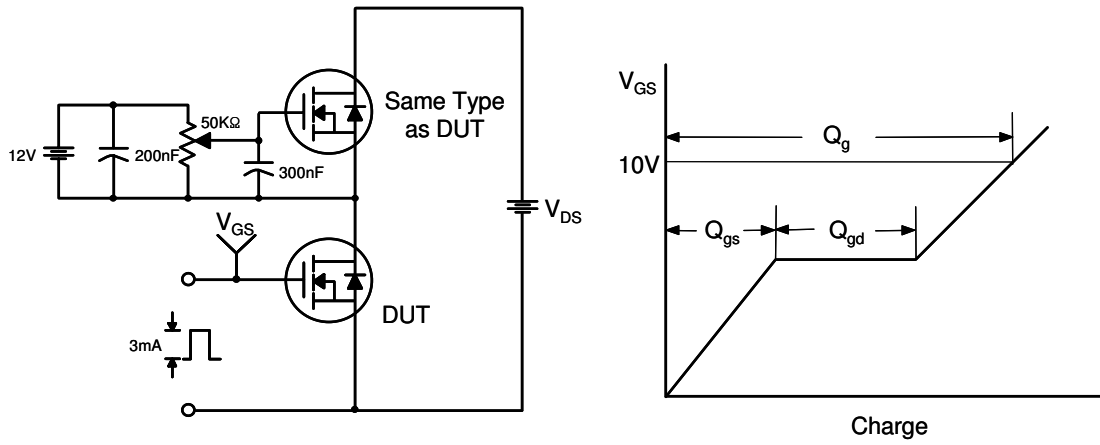 12V
200nF
50KΩ
300nF
Same Type
as DUT
V_DS
V_GS
DUT
3mA
V_GS
10V
Q_g
Q_gs
Q_gd
Charge